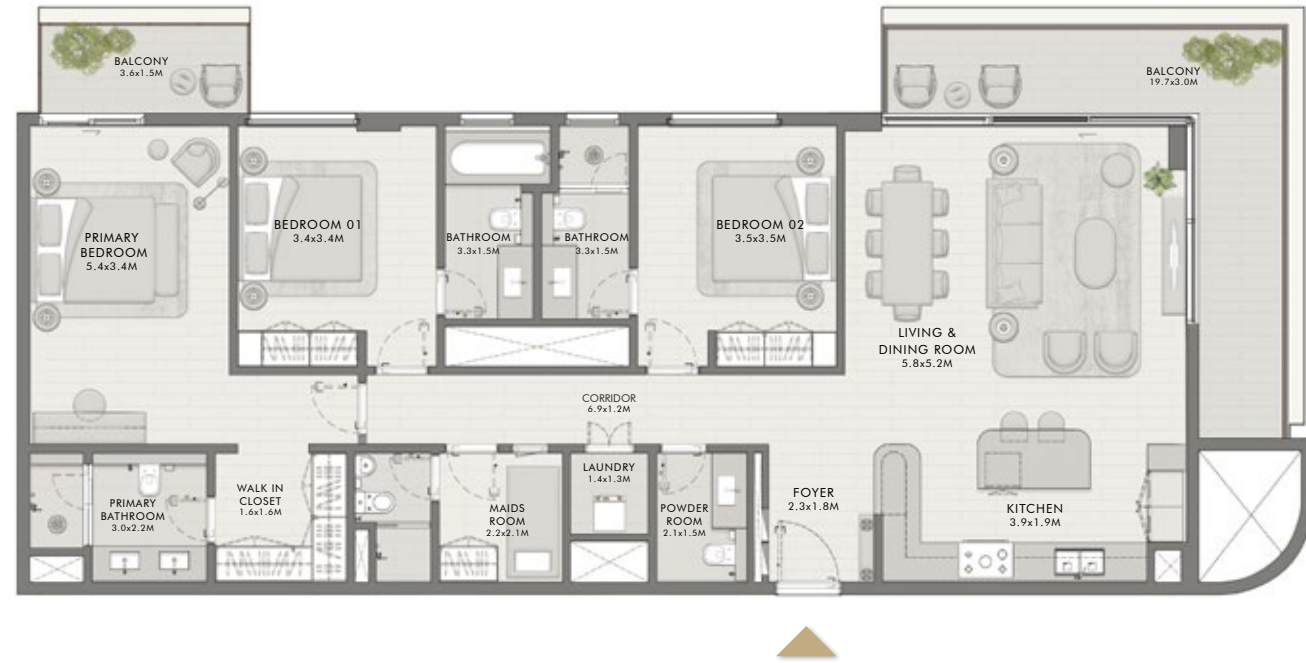 BALCONY
3.6x1.5M
BALCONY
19.7x3.0M
PRIMARY
BEDROOM
5.4x3.4M
BEDROOM 01
3.4x3.4M
BATHROOM
3.3x1.5M
BATHROOM
3.3x1.5M
BEDROOM 02
3.5x3.5M
LIVING &
DINING ROOM
5.8x5.2M
CORRIDOR
6.9x1.2M
PRIMARY
BATHROOM
3.0x2.2M
WALK IN
CLOSET
1.6x1.6M
MAIDS
ROOM
2.2x2.1M
LAUNDRY
1.4x1.3M
POWDER
ROOM
2.1x1.5M
FOYER
2.3x1.8M
KITCHEN
3.9x1.9M